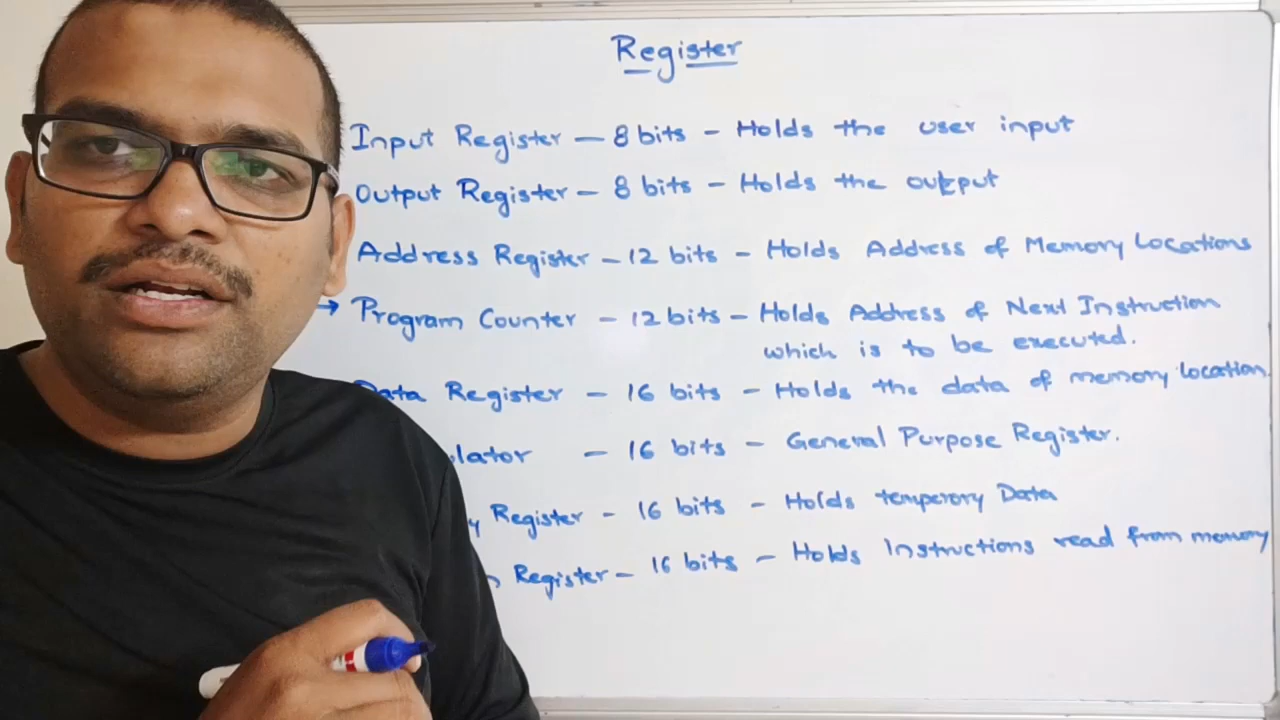 Register
Input Register – 8 bits – Holds the user input
Output Register – 8 bits – Holds the output
Address Register – 12 bits – Holds Address of Memory Locations
→ Program Counter – 12 bits – Holds Address of Next Instruction
which is to be executed.
Data Register – 16 bits – Holds the data of memory location.
lator – 16 bits – General Purpose Register.
y Register – 16 bits – Holds temperory Data
n Register – 16 bits – Holds Instructions read from memory